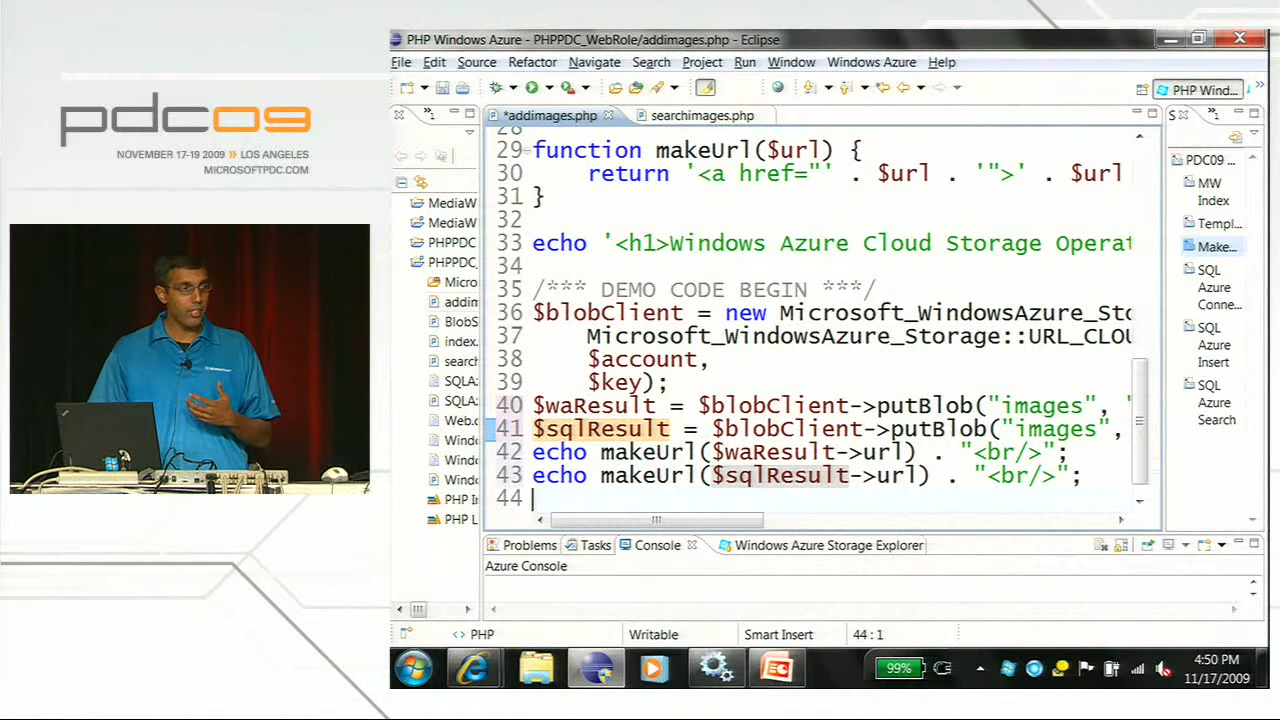 pdc09
NOVEMBER 17-19 2009 » LOS ANGELES
MICROSOFTPDC.COM
PHP Windows Azure - PHPPDC_WebRole/addimages.php - Eclipse
File Edit Source Refactor Navigate Search Project Run Window Windows Azure Help
PHP Wind...
*addimages.php
searchimages.php
S
MediaW
MediaW
PHPPDC
PHPPDC_
Micro
addim
BlobS
index.
search
SQLA
SQLA
Web.c
Windo
Windo
Windo
PHP In
PHP L
28
29 function makeUrl($url) {
30 return '<a href="' . $url . '">' . $url
31 }
32
33 echo '<h1>Windows Azure Cloud Storage Operat
34
35 /*** DEMO CODE BEGIN ***/
36 $blobClient = new Microsoft_WindowsAzure_Sto
37 Microsoft_WindowsAzure_Storage::URL_CLOU
38 $account,
39 $key);
40 $waResult = $blobClient->putBlob("images", "
41 $sqlResult = $blobClient->putBlob("images",
42 echo makeUrl($waResult->url) . "<br/>";
43 echo makeUrl($sqlResult->url) . "<br/>";
44
PDC09 ...
MW
Index
Templ...
Make...
SQL
Azure
Conne...
SQL
Azure
Insert
SQL
Azure
Search
Problems Tasks Console Windows Azure Storage Explorer
Azure Console
PHP Writable Smart Insert 44 : 1
99%
4:50 PM
11/17/2009